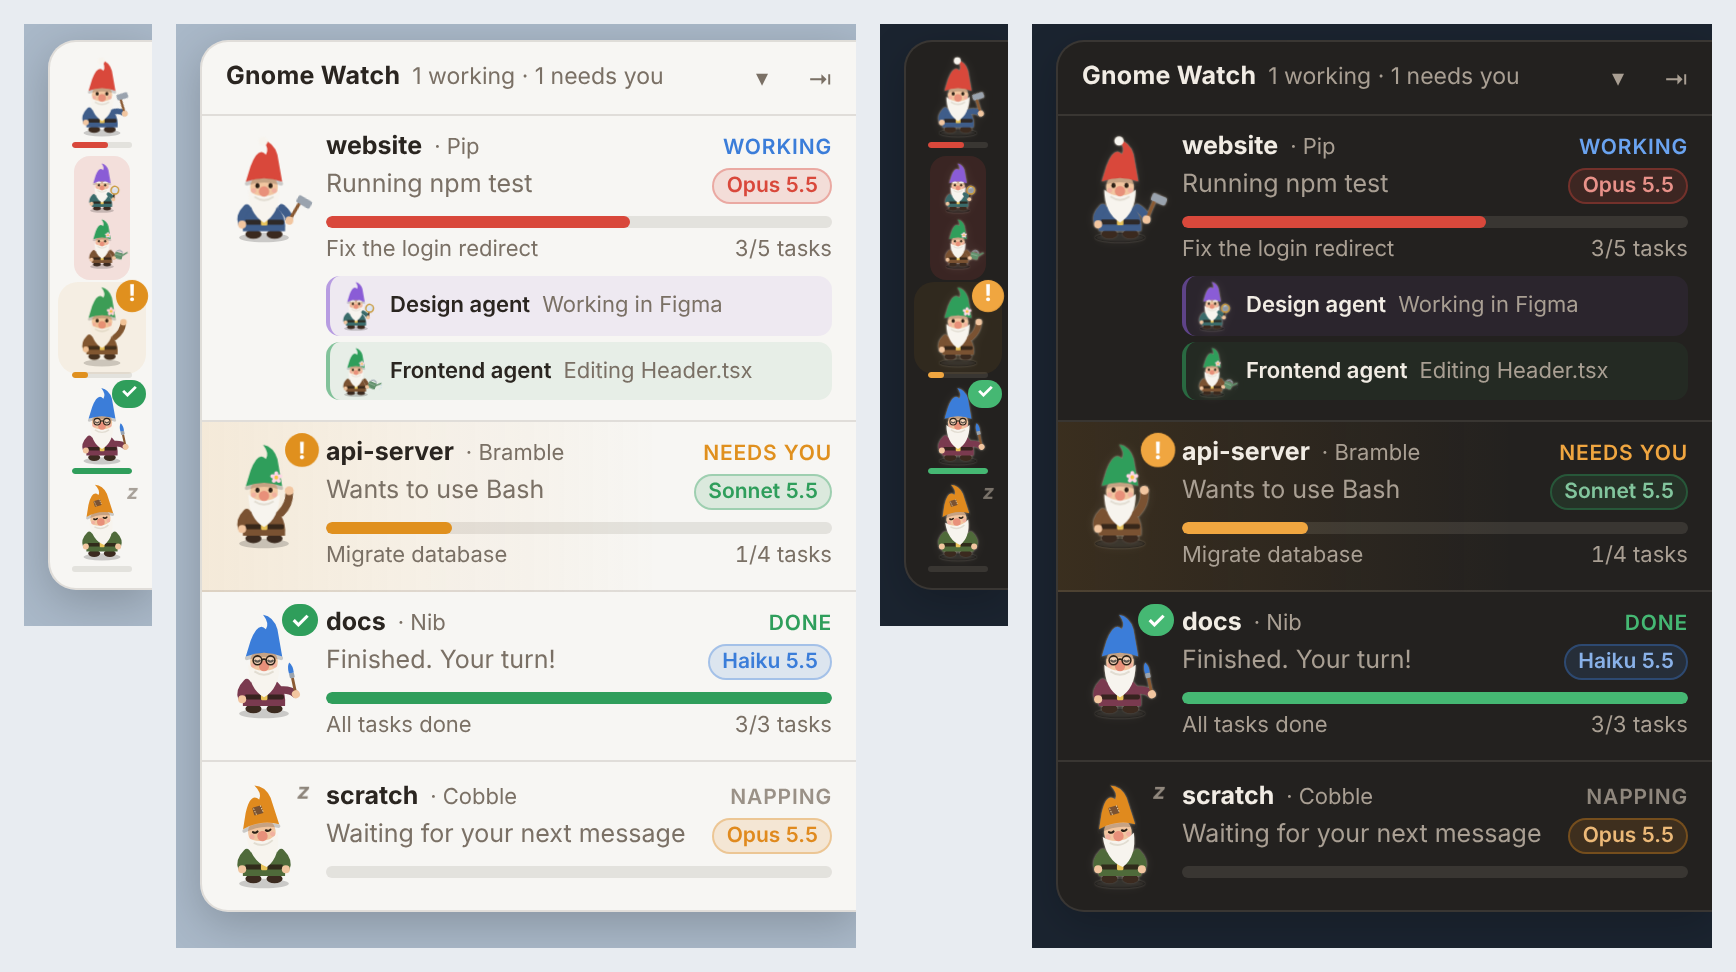 !
z
Gnome Watch 1 working · 1 needs you
website · Pip WORKING
Running npm test Opus 5.5
Fix the login redirect 3/5 tasks
Design agent Working in Figma
Frontend agent Editing Header.tsx
! api-server · Bramble NEEDS YOU
Wants to use Bash Sonnet 5.5
Migrate database 1/4 tasks
docs · Nib DONE
Finished. Your turn! Haiku 5.5
All tasks done 3/3 tasks
z scratch · Cobble NAPPING
Waiting for your next message Opus 5.5
!
z
Gnome Watch 1 working · 1 needs you
website · Pip WORKING
Running npm test Opus 5.5
Fix the login redirect 3/5 tasks
Design agent Working in Figma
Frontend agent Editing Header.tsx
! api-server · Bramble NEEDS YOU
Wants to use Bash Sonnet 5.5
Migrate database 1/4 tasks
docs · Nib DONE
Finished. Your turn! Haiku 5.5
All tasks done 3/3 tasks
z scratch · Cobble NAPPING
Waiting for your next message Opus 5.5